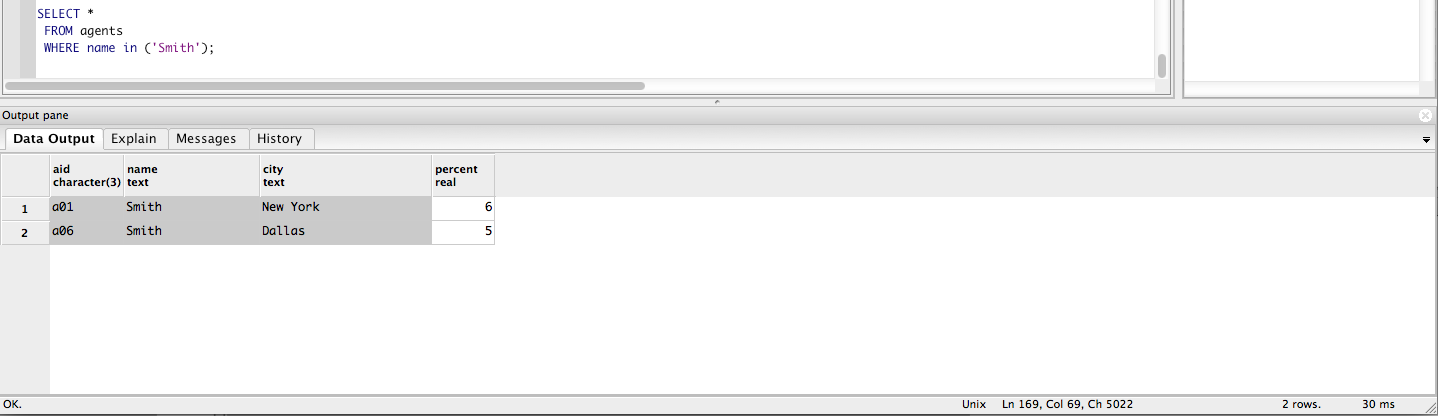 SELECT *
FROM agents
WHERE name in ('Smith');
Output pane
Data Output Explain Messages History
aid name city percent
character(3) text text real
1 a01 Smith New York 6
2 a06 Smith Dallas 5
OK. Unix Ln 169, Col 69, Ch 5022 2 rows. 30 ms